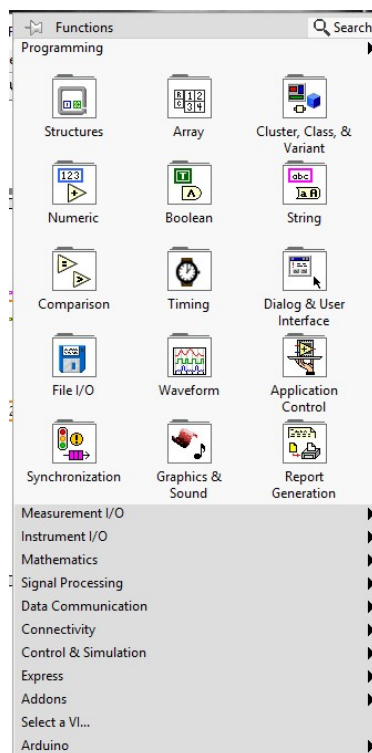 Functions
Search
Programming
Structures
Array
Cluster, Class, &
Variant
Numeric
Boolean
String
Comparison
Timing
Dialog & User
Interface
File I/O
Waveform
Application
Control
Synchronization
Graphics &
Sound
Report
Generation
Measurement I/O
Instrument I/O
Mathematics
Signal Processing
Data Communication
Connectivity
Control & Simulation
Express
Addons
Select a VI...
Arduino